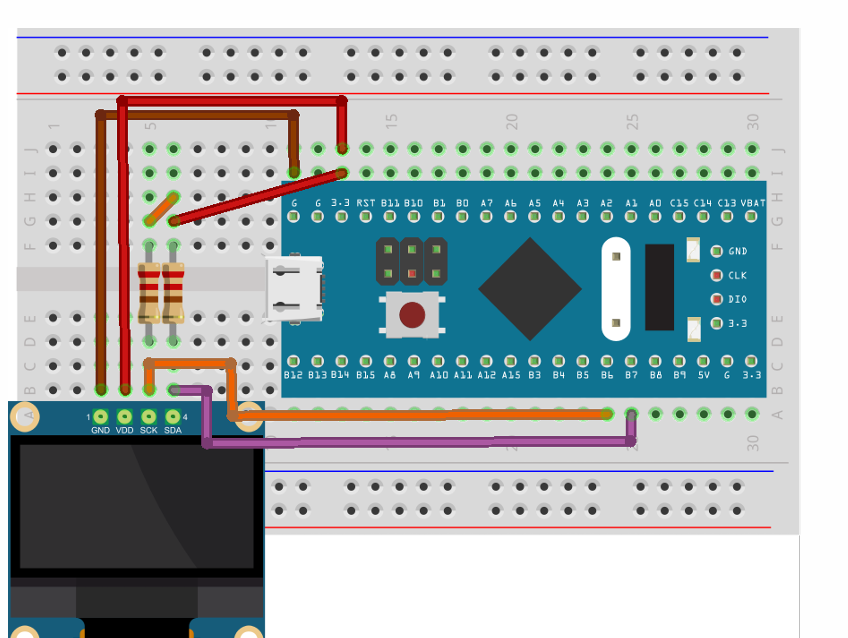 1 5 10 15 20 25 30
J J
I I
H H
G G
F F
G G 3.3 RST B11 B10 B1 B0 A7 A6 A5 A4 A3 A2 A1 A0 C15 C14 C13 VBAT
GND
CLK
DIO
3.3
E E
D D
C C
B B
A A
B12 B13 B14 B15 A8 A9 A10 A11 A12 A15 B3 B4 B5 B6 B7 B8 B9 5V G 3.3
1 4
GND VDD SCK SDA
30